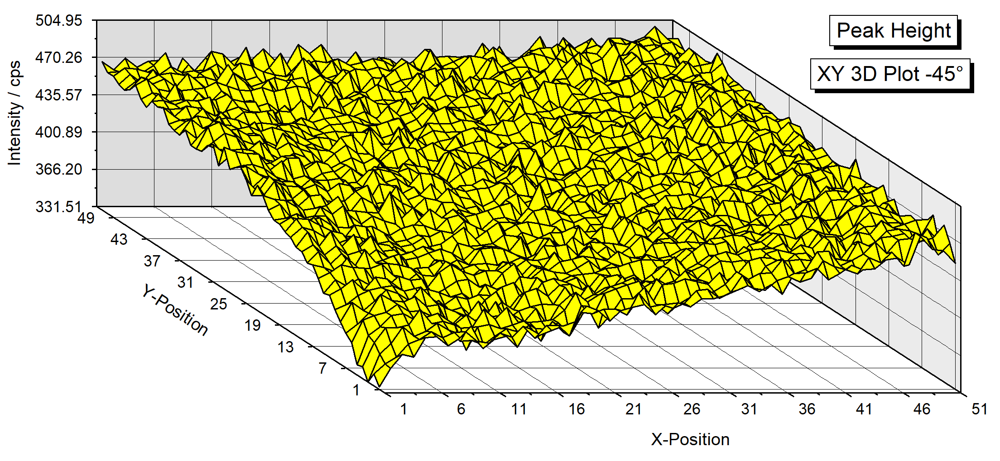 Peak Height
XY 3D Plot -45°
Intensity / cps
504.95
470.26
435.57
400.89
366.20
331.51
49
43
37
31
25
19
13
7
1
Y-Position
1 6 11 16 21 26 31 36 41 46 51
X-Position